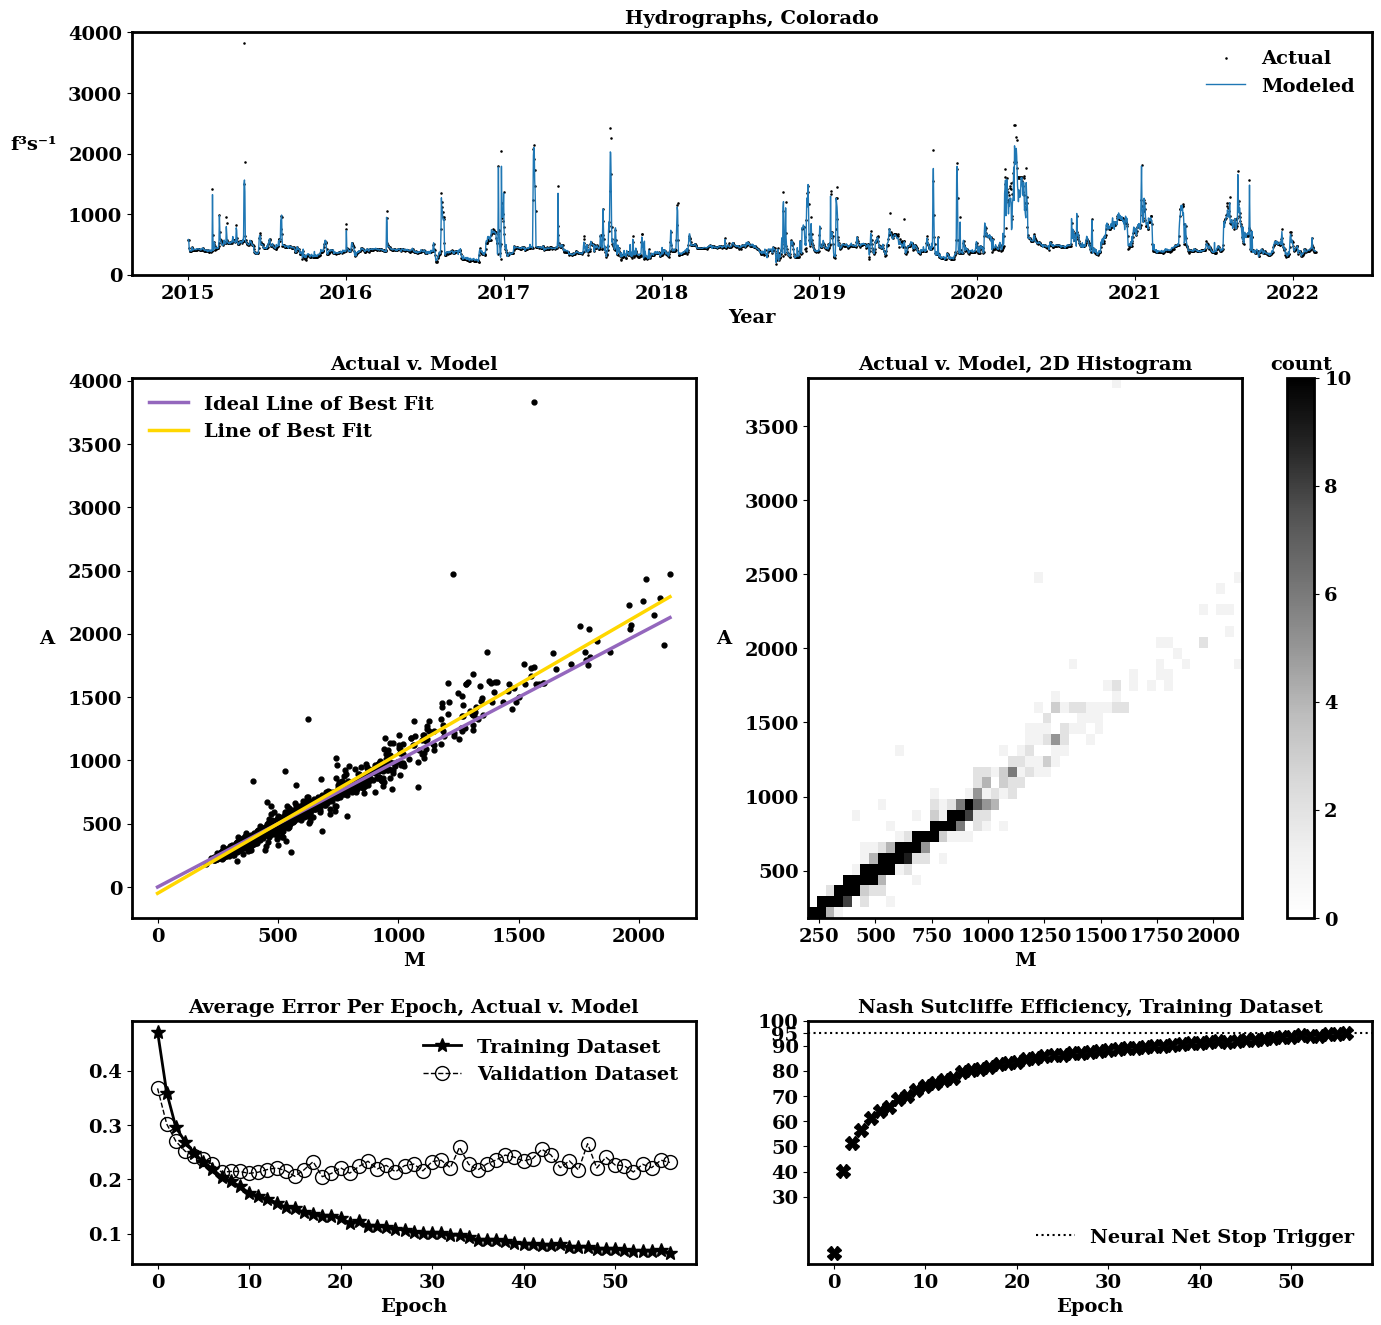 Hydrographs, Colorado
4000
3000
2000
1000
0
f³s⁻¹
Actual
Modeled
2015 2016 2017 2018 2019 2020 2021 2022
Year
Actual v. Model
4000
3500
3000
2500
2000
1500
1000
500
0
A
Ideal Line of Best Fit
Line of Best Fit
0 500 1000 1500 2000
M
Actual v. Model, 2D Histogram
3500
3000
2500
2000
1500
1000
500
A
250 500 750 1000 1250 1500 1750 2000
M
count
10
8
6
4
2
0
Average Error Per Epoch, Actual v. Model
0.4
0.3
0.2
0.1
Training Dataset
Validation Dataset
0 10 20 30 40 50
Epoch
Nash Sutcliffe Efficiency, Training Dataset
100
95
90
80
70
60
50
40
30
Neural Net Stop Trigger
0 10 20 30 40 50
Epoch